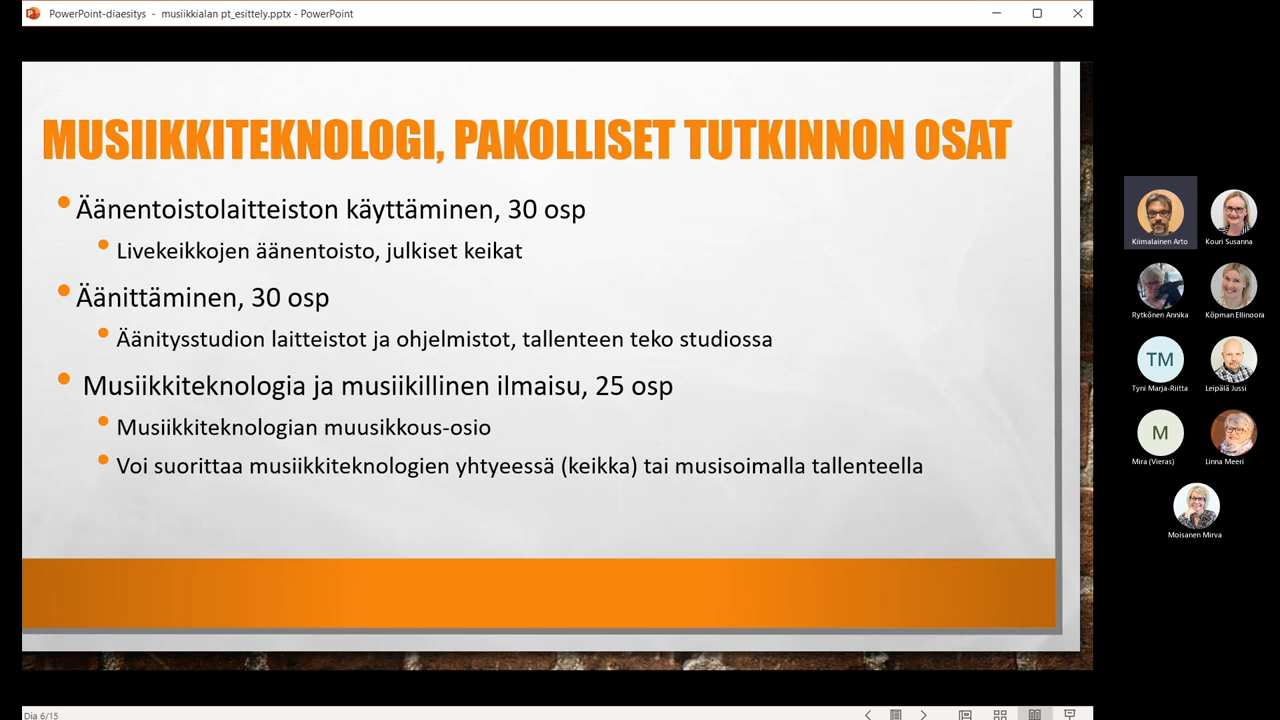 PowerPoint-diaesitys - musiikkialan pt_esittely.pptx - PowerPoint
MUSIIKKITEKNOLOGI, PAKOLLISET TUTKINNON OSAT
• Äänentoistolaitteiston käyttäminen, 30 osp
• Livekeikkojen äänentoisto, julkiset keikat
• Äänittäminen, 30 osp
• Äänitysstudion laitteistot ja ohjelmistot, tallenteen teko studiossa
• Musiikkiteknologia ja musiikillinen ilmaisu, 25 osp
• Musiikkiteknologian muusikkous-osio
• Voi suorittaa musiikkiteknologien yhtyeessä (keikka) tai musisoimalla tallenteella
Kiimalainen Arto
Kouri Susanna
Rytkönen Annika
Köpman Ellinoora
TM
Tyni Marja-Riitta
Leipälä Jussi
M
Mira (Vieras)
Linna Meeri
Moisanen Mirva
Dia 6/15